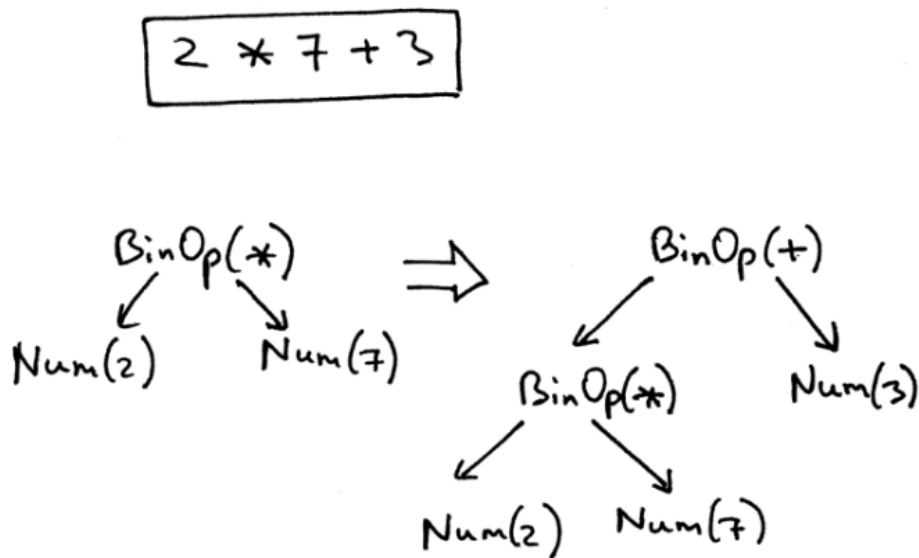 2 * 7 + 3
BinOp(*)
Num(2) Num(7)
BinOp(+)
BinOp(*) Num(3)
Num(2) Num(7)